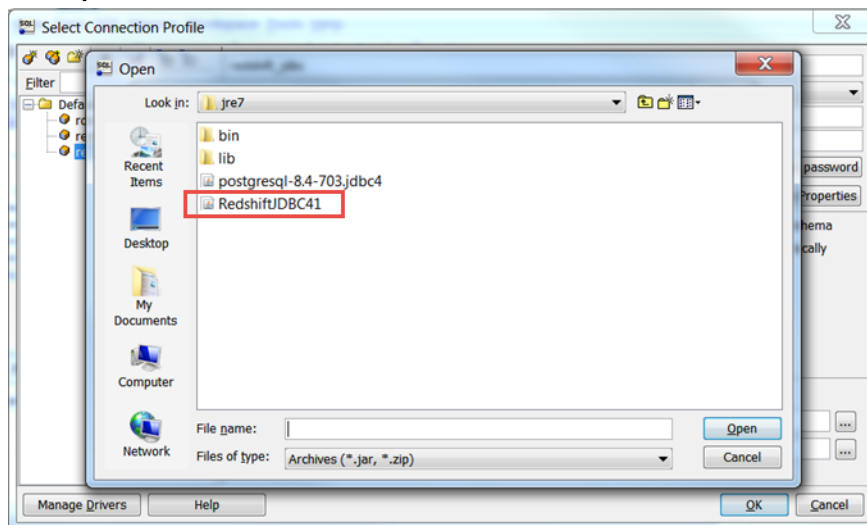 Select Connection Profile
Open
Filter
Look in:
jre7
Defa
bin
lib
postgresql-8.4-703.jdbc4
RedshiftJDBC41
Recent
Items
Desktop
My
Documents
Computer
Network
password
Properties
hema
cally
File name:
Open
Files of type:
Archives (*.jar, *.zip)
Cancel
Manage Drivers
Help
OK
Cancel